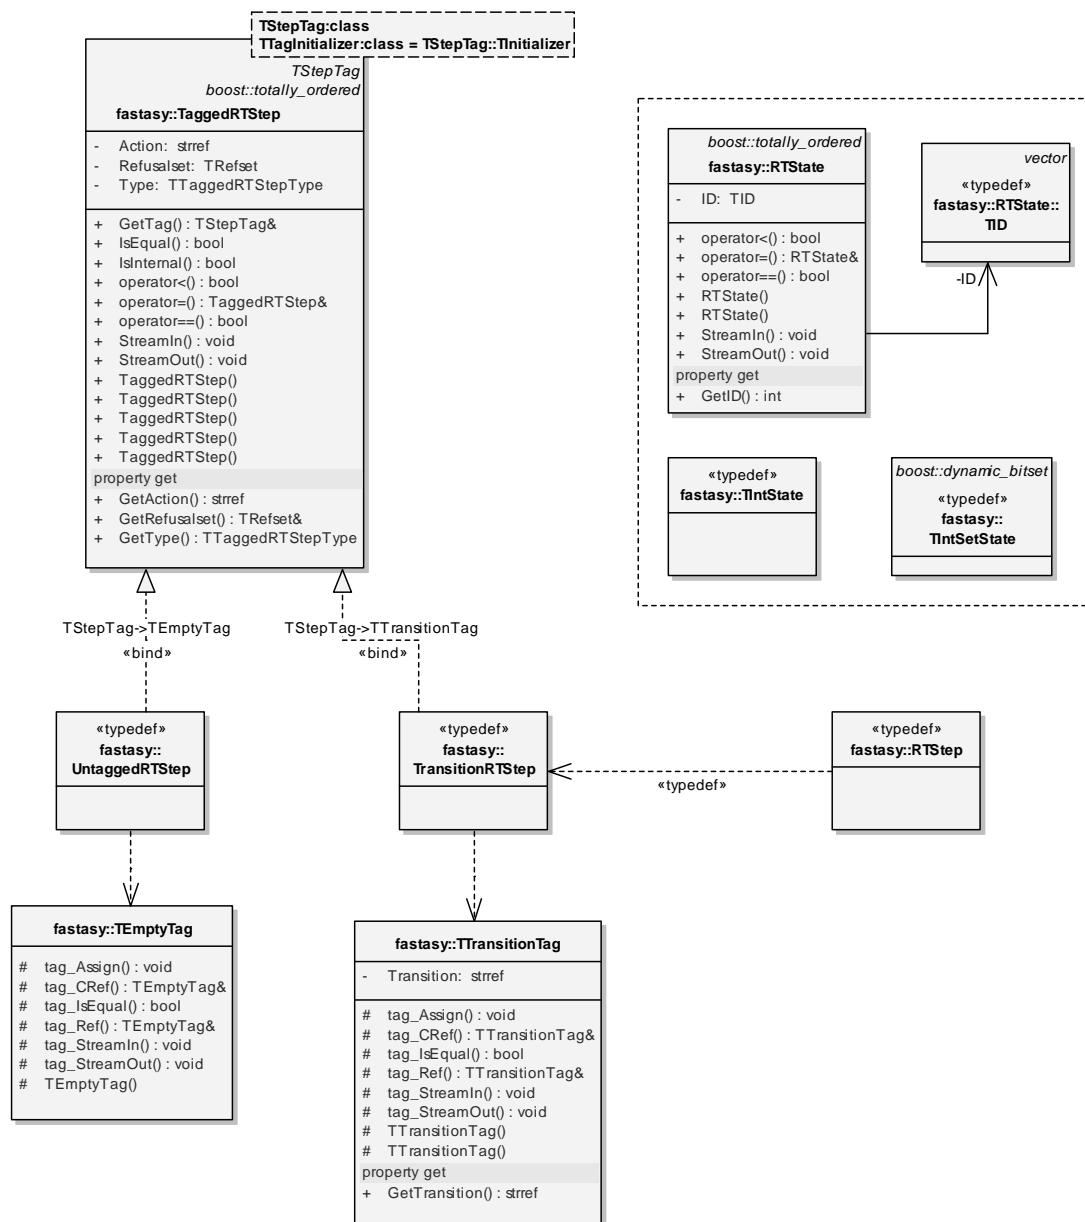 TStepTag:class
TTagInitializer:class = TStepTag::TInitializer
TStepTag
boost::totally_ordered
fastasy::TaggedRTStep
- Action: strref
- Refusalset: TRefset
- Type: TTaggedRTStepType
+ GetTag() : TStepTag&
+ IsEqual() : bool
+ IsInternal() : bool
+ operator<() : bool
+ operator=() : TaggedRTStep&
+ operator==() : bool
+ StreamIn() : void
+ StreamOut() : void
+ TaggedRTStep()
+ TaggedRTStep()
+ TaggedRTStep()
+ TaggedRTStep()
+ TaggedRTStep()
property get
+ GetAction() : strref
+ GetRefusalset() : TRefset&
+ GetType() : TTaggedRTStepType
boost::totally_ordered
fastasy::RTState
- ID: TID
+ operator<() : bool
+ operator=() : RTState&
+ operator==() : bool
+ RTState()
+ RTState()
+ StreamIn() : void
+ StreamOut() : void
property get
+ GetID() : int
vector
«typedef»
fastasy::RTState::
TID
-ID
«typedef»
fastasy::TIntState
boost::dynamic_bitset
«typedef»
fastasy::
TIntSetState
TStepTag->TEmptyTag
«bind»
TStepTag->TTransitionTag
«bind»
«typedef»
fastasy::
UntaggedRTStep
«typedef»
fastasy::
TransitionRTStep
«typedef»
fastasy::RTStep
«typedef»
fastasy::TEmptyTag
# tag_Assign() : void
# tag_CRef() : TEmptyTag&
# tag_IsEqual() : bool
# tag_Ref() : TEmptyTag&
# tag_StreamIn() : void
# tag_StreamOut() : void
# TEmptyTag()
fastasy::TTransitionTag
- Transition: strref
# tag_Assign() : void
# tag_CRef() : TTransitionTag&
# tag_IsEqual() : bool
# tag_Ref() : TTransitionTag&
# tag_StreamIn() : void
# tag_StreamOut() : void
# TTransitionTag()
# TTransitionTag()
property get
+ GetTransition() : strref